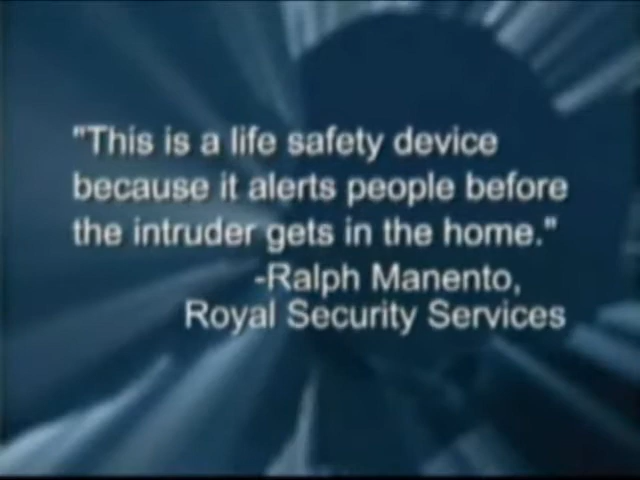 "This is a life safety device
because it alerts people before
the intruder gets in the home."
-Ralph Manento,
Royal Security Services